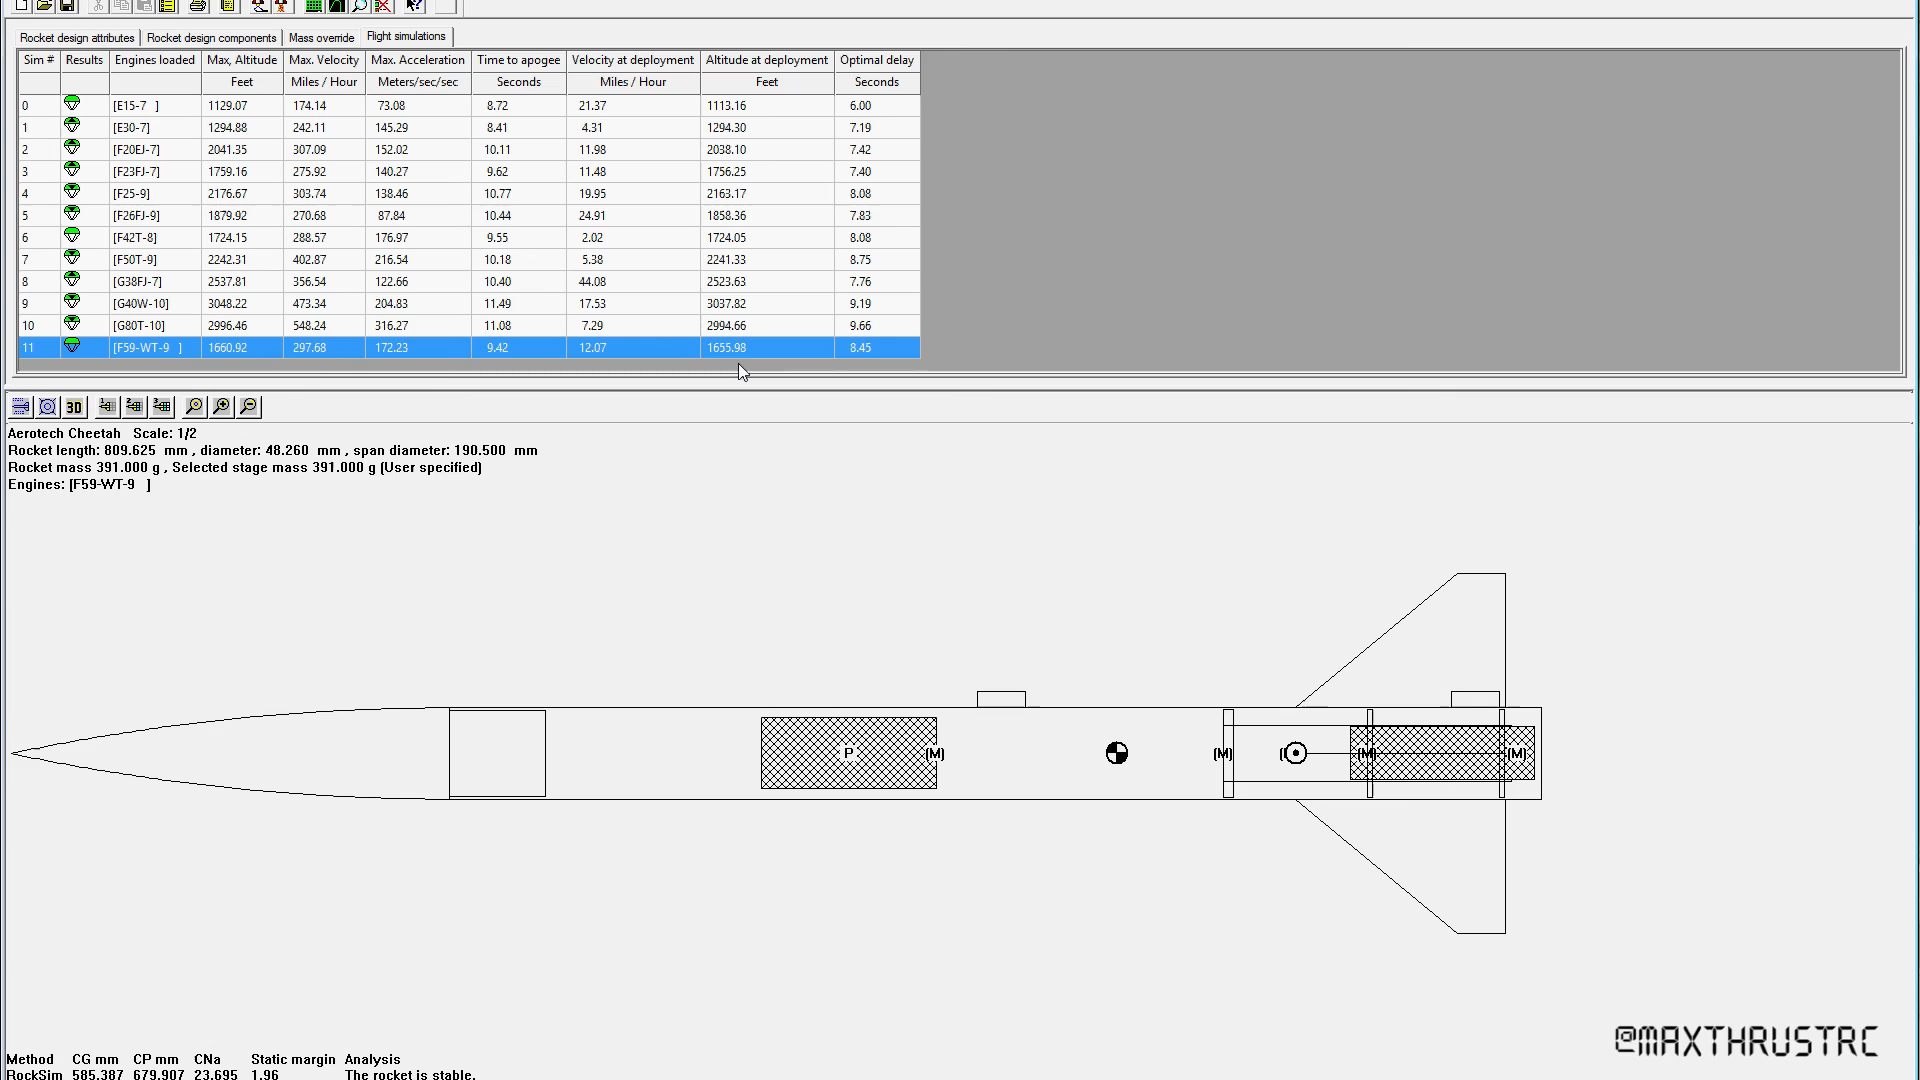 Rocket design attributes Rocket design components Mass override Flight simulations
Sim # Results Engines loaded Max, Altitude Max. Velocity Max. Acceleration Time to apogee Velocity at deployment Altitude at deployment Optimal delay
Feet Miles / Hour Meters/sec/sec Seconds Miles / Hour Feet Seconds
0 [E15-7 ] 1129.07 174.14 73.08 8.72 21.37 1113.16 6.00
1 [E30-7] 1294.88 242.11 145.29 8.41 4.31 1294.30 7.19
2 [F20EJ-7] 2041.35 307.09 152.02 10.11 11.98 2038.10 7.42
3 [F23FJ-7] 1759.16 275.92 140.27 9.62 11.48 1756.25 7.40
4 [F25-9] 2176.67 303.74 138.46 10.77 19.95 2163.17 8.08
5 [F26FJ-9] 1879.92 270.68 87.84 10.44 24.91 1858.36 7.83
6 [F42T-8] 1724.15 288.57 176.97 9.55 2.02 1724.05 8.08
7 [F50T-9] 2242.31 402.87 216.54 10.18 5.38 2241.33 8.75
8 [G38FJ-7] 2537.81 356.54 122.66 10.40 44.08 2523.63 7.76
9 [G40W-10] 3048.22 473.34 204.83 11.49 17.53 3037.82 9.19
10 [G80T-10] 2996.46 548.24 316.27 11.08 7.29 2994.66 9.66
11 [F59-WT-9 ] 1660.92 297.68 172.23 9.42 12.07 1655.98 8.45
3D
Aerotech Cheetah Scale: 1/2
Rocket length: 809.625 mm , diameter: 48.260 mm , span diameter: 190.500 mm
Rocket mass 391.000 g , Selected stage mass 391.000 g (User specified)
Engines: [F59-WT-9 ]
P (M) (M) (M) (M)
@MAXTHRUSTRC
Method CG mm CP mm CNa Static margin Analysis
RockSim 585.387 679.907 23.695 1.96 The rocket is stable.